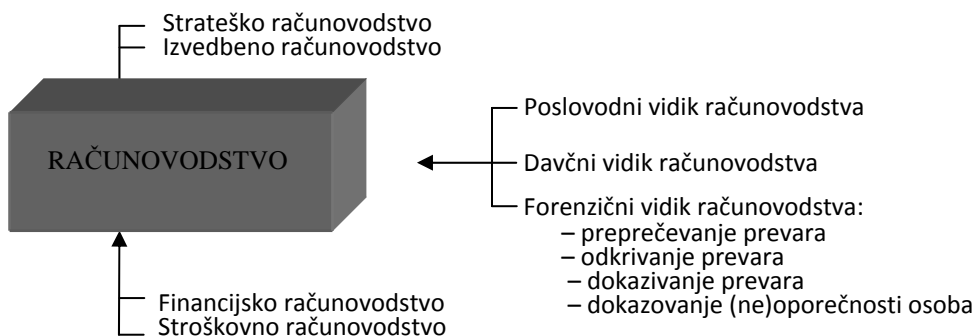 Strateško računovodstvo
Izvedbeno računovodstvo
RAČUNOVODSTVO
Poslovodni vidik računovodstva
Davčni vidik računovodstva
Forenzični vidik računovodstva:
– preprečevanje prevara
– odkrivanje prevara
– dokazivanje prevara
– dokazovanje (ne)oporečnosti osoba
Financijsko računovodstvo
Stroškovno računovodstvo